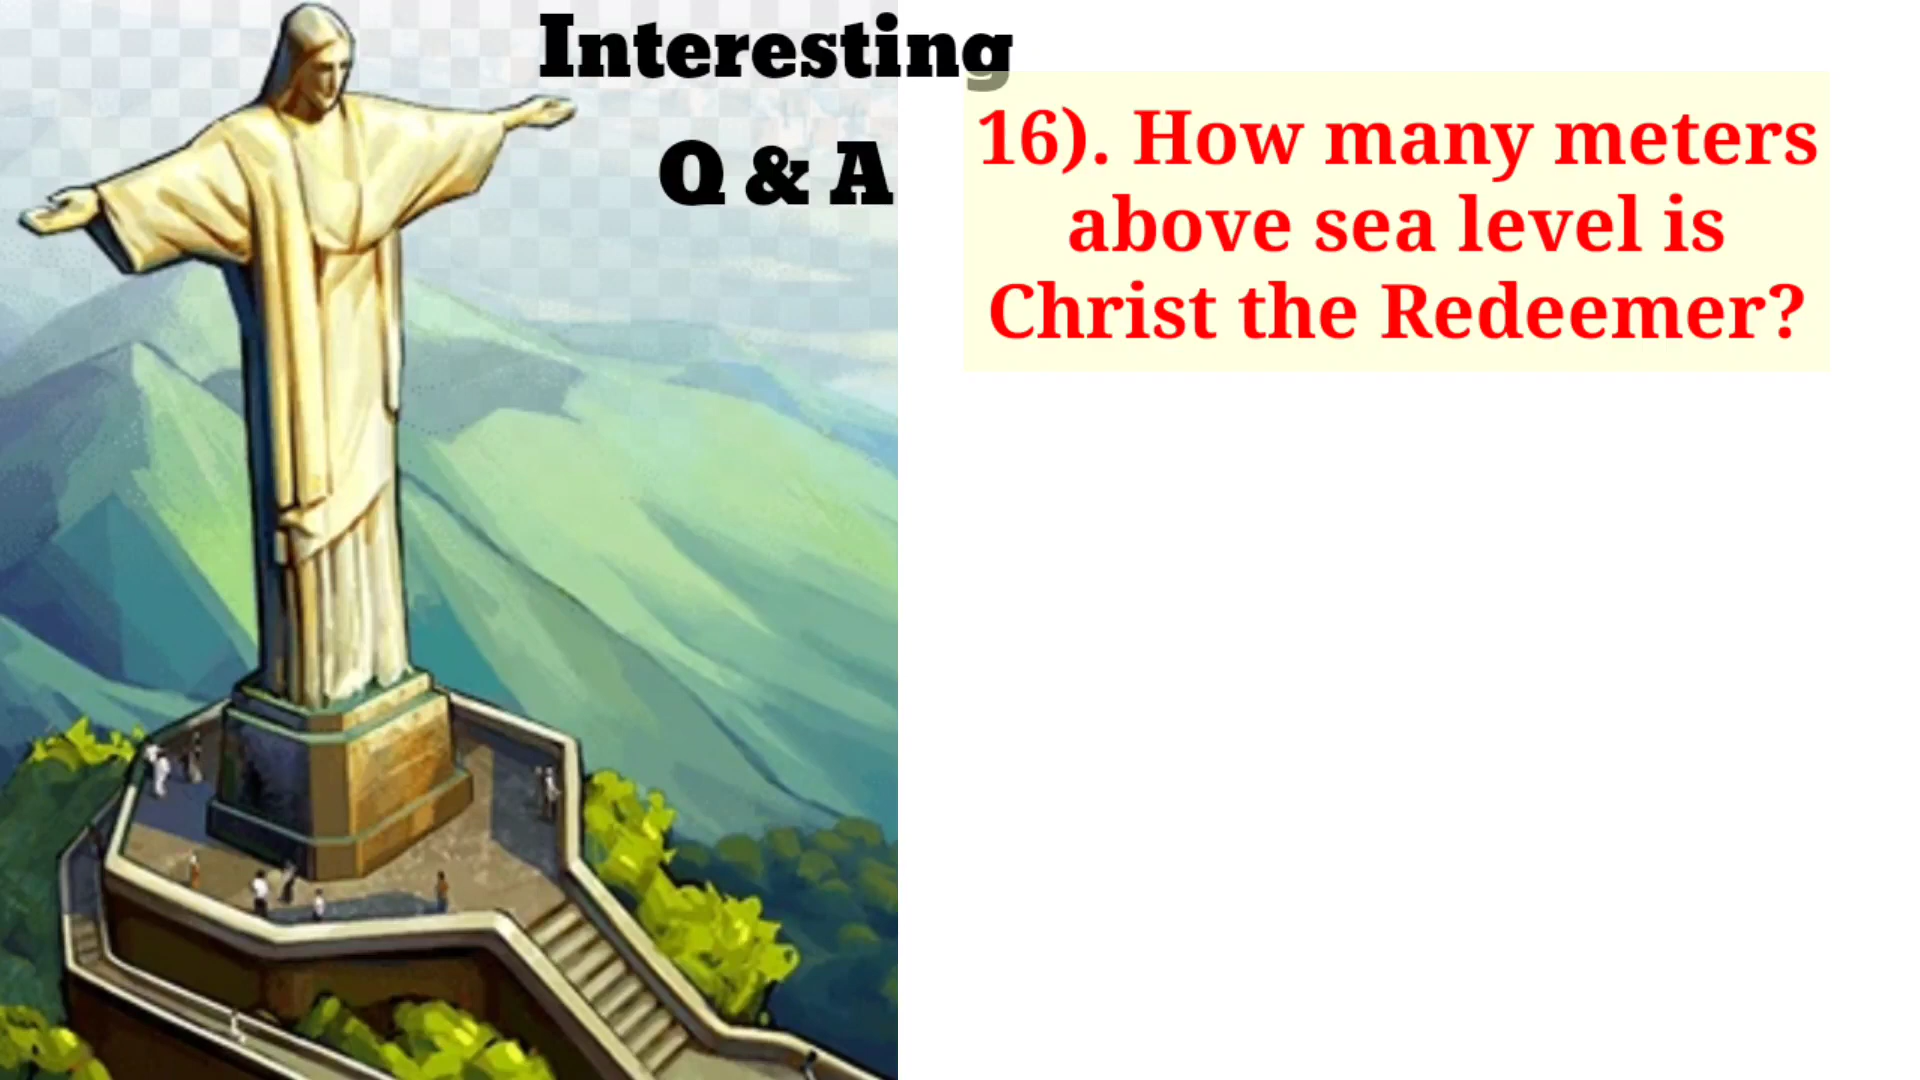 Interesting
Q & A
16). How many meters
above sea level is
Christ the Redeemer?